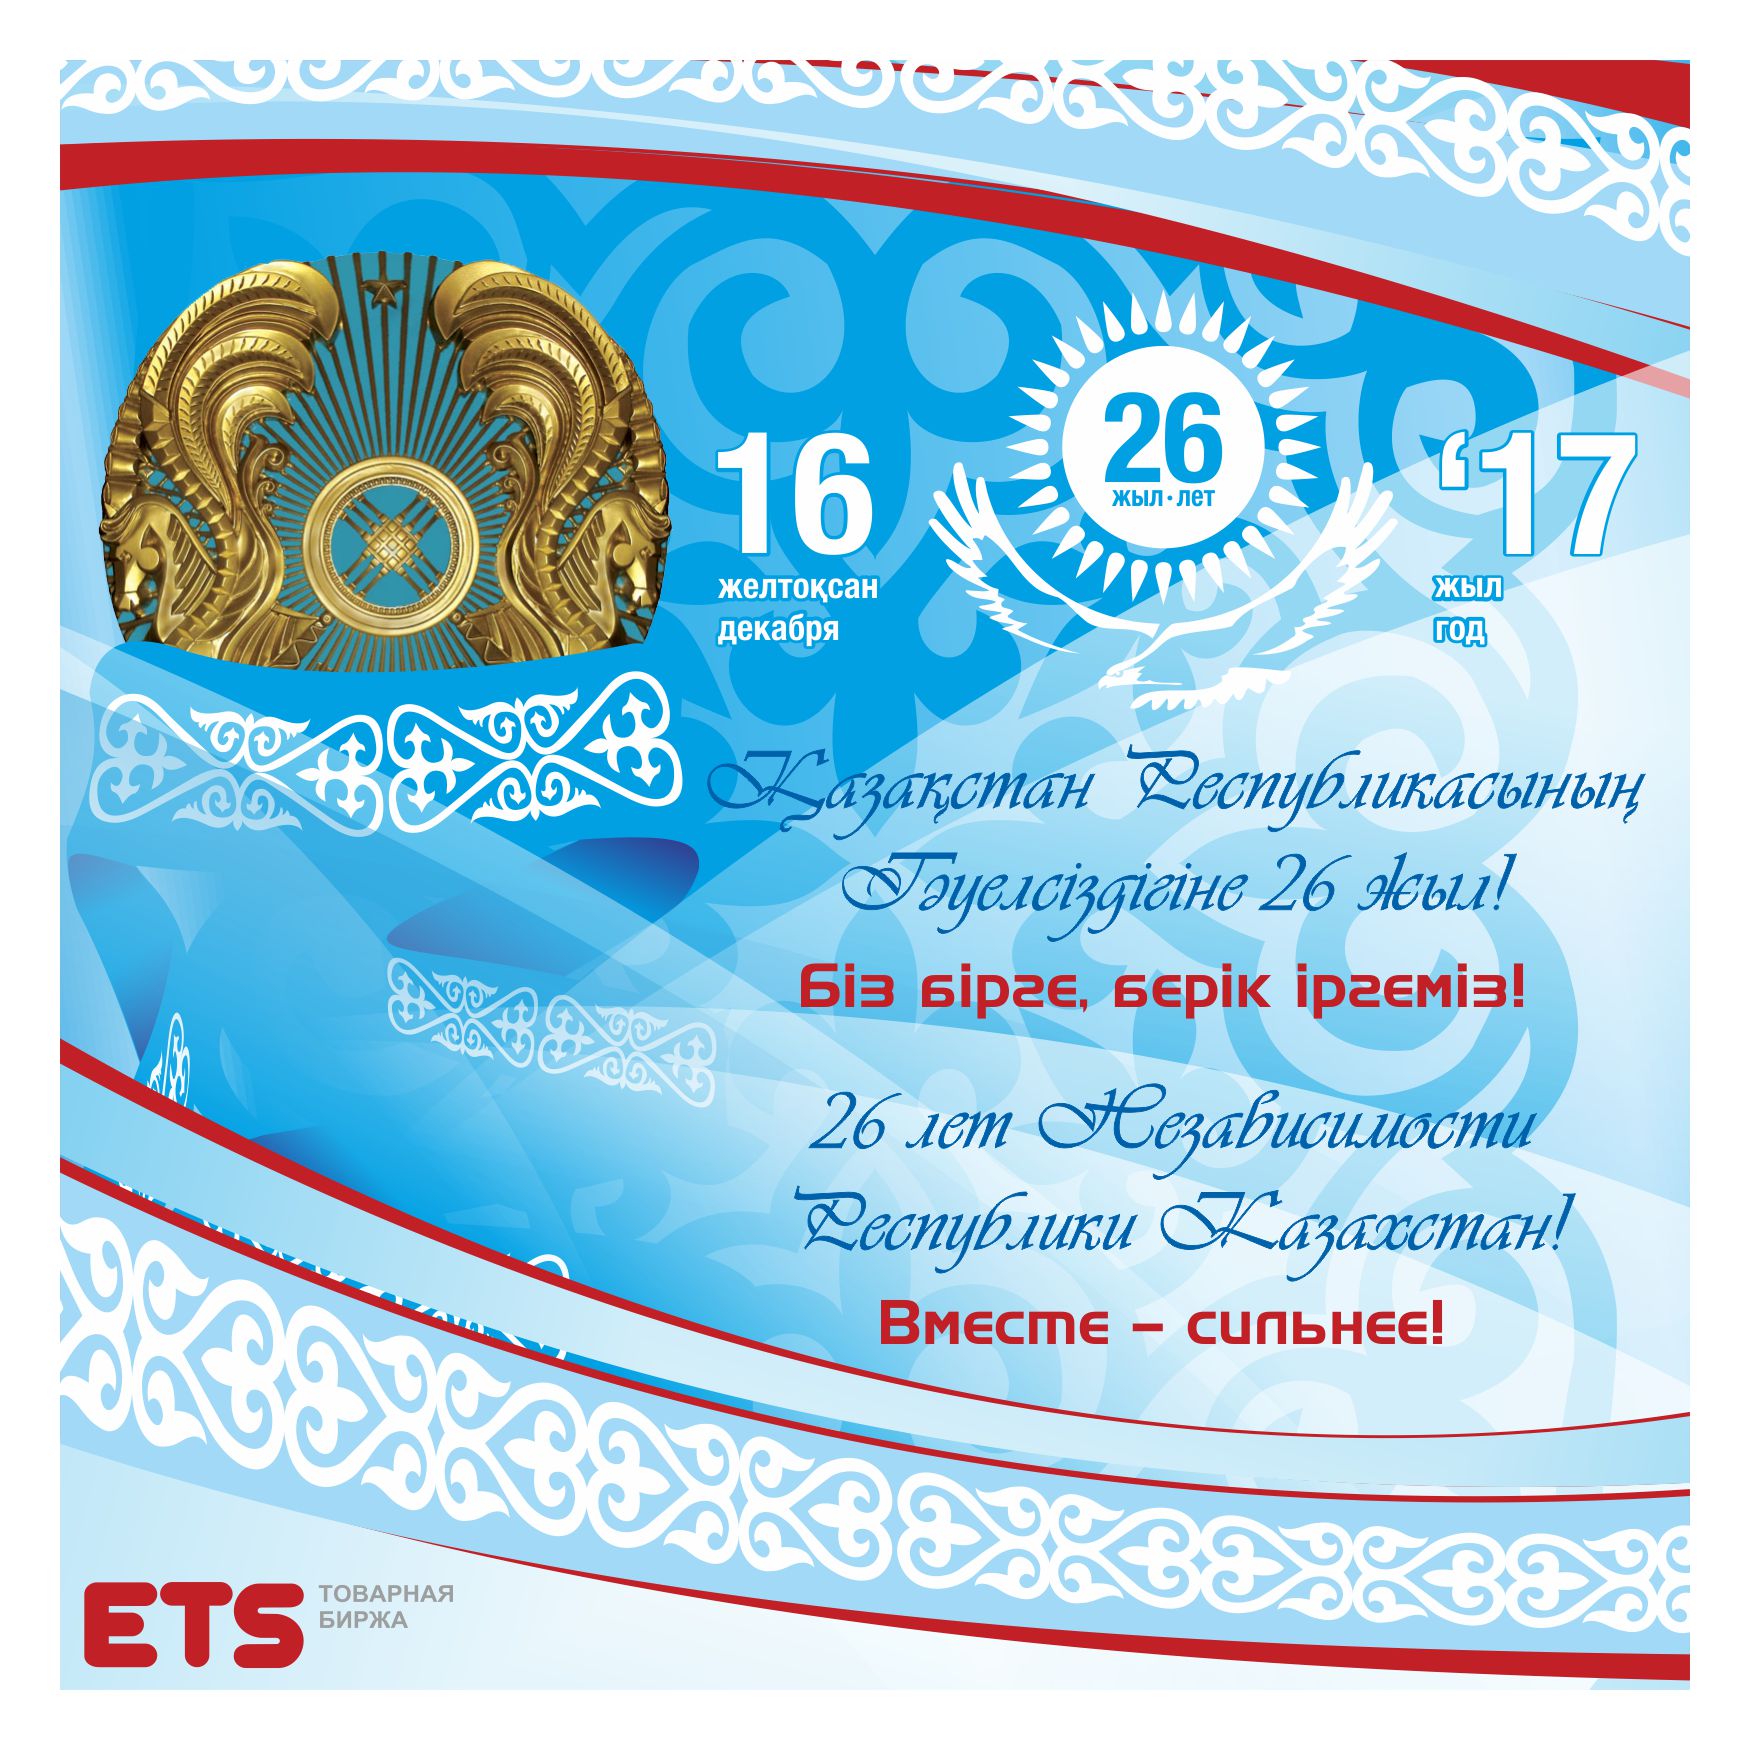 26
жыл·лет
16
желтоқсан
декабря
‘17
жыл
год
Қазақстан Республикасының
Тәуелсіздігіне 26 жыл!
Біз бірге, берік іргеміз!
26 лет Независимости
Республики Казахстан!
Вместе – сильнее!
ETS
ТОВАРНАЯ
БИРЖА